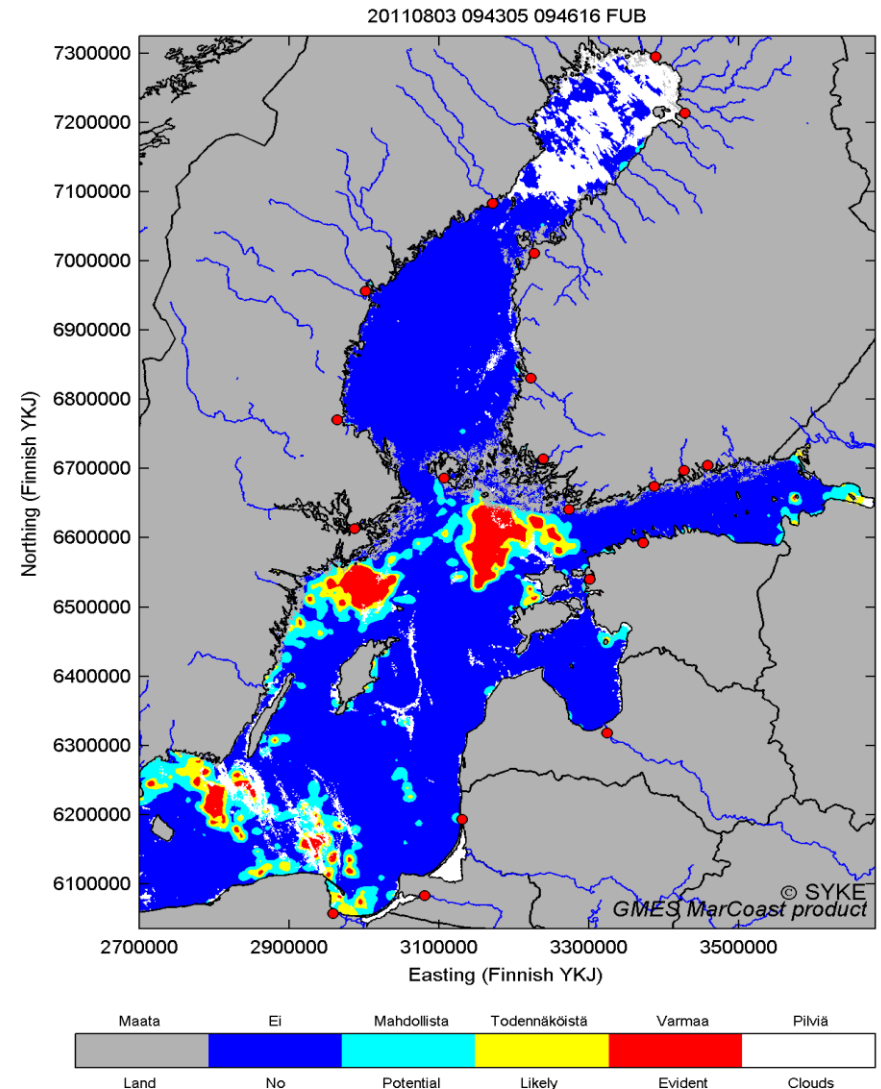 20110803 094305 094616 FUB
7300000
7200000
7100000
7000000
6900000
6800000
6700000
6600000
6500000
6400000
6300000
6200000
6100000
Northing (Finnish YKJ)
© SYKE
GMES MarCoast product
2700000 2900000 3100000 3300000 3500000
Easting (Finnish YKJ)
Maata Ei Mahdollista Todennäköistä Varmaa Pilviä
Land No Potential Likely Evident Clouds